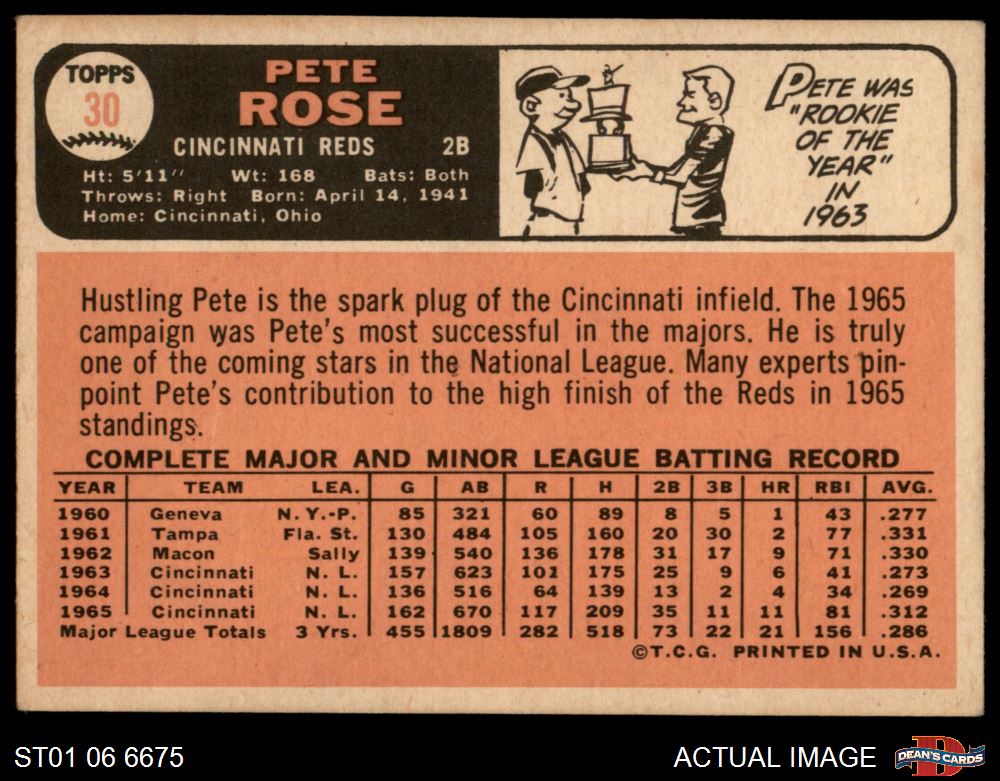 TOPPS
30
PETE
ROSE
CINCINNATI REDS 2B
Ht: 5'11" Wt: 168 Bats: Both
Throws: Right Born: April 14, 1941
Home: Cincinnati, Ohio
PETE WAS
"ROOKIE
OF THE
YEAR"
IN
1963
Hustling Pete is the spark plug of the Cincinnati infield. The 1965
campaign was Pete's most successful in the majors. He is truly
one of the coming stars in the National League. Many experts pin-
point Pete's contribution to the high finish of the Reds in 1965
standings.
COMPLETE MAJOR AND MINOR LEAGUE BATTING RECORD
YEAR TEAM LEA. G AB R H 2B 3B HR RBI AVG.
1960 Geneva N. Y.-P. 85 321 60 89 8 5 1 43 .277
1961 Tampa Fla. St. 130 484 105 160 20 30 2 77 .331
1962 Macon Sally 139 540 136 178 31 17 9 71 .330
1963 Cincinnati N. L. 157 623 101 175 25 9 6 41 .273
1964 Cincinnati N. L. 136 516 64 139 13 2 4 34 .269
1965 Cincinnati N. L. 162 670 117 209 35 11 11 81 .312
Major League Totals 3 Yrs. 455 1809 282 518 73 22 21 156 .286
©T.C.G. PRINTED IN U.S.A.
ST01 06 6675
ACTUAL IMAGE
DEAN'S CARDS